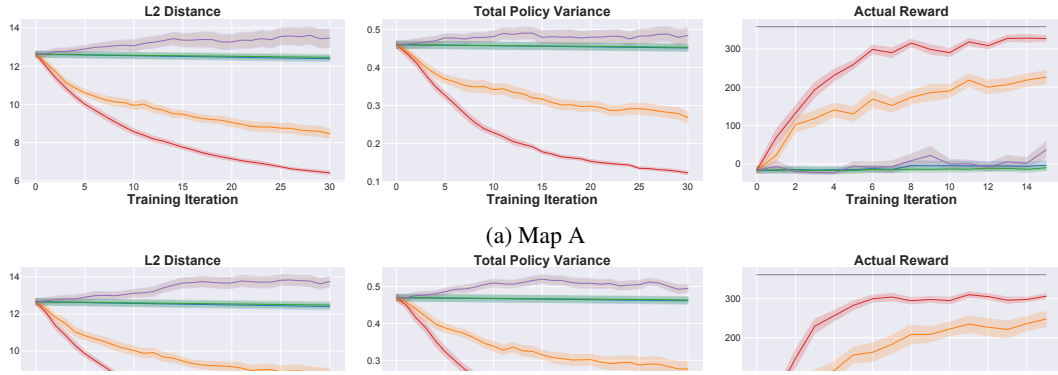 L2 Distance Total Policy Variance Actual Reward
14 0.5 300
12 0.4 200
10 0.3 100
8 0.2 0
6 0.1
0 5 10 15 20 25 30 0 5 10 15 20 25 30 0 2 4 6 8 10 12 14
Training Iteration Training Iteration Training Iteration
(a) Map A
L2 Distance Total Policy Variance Actual Reward
14 0.5 300
12 0.4 200
10 0.3